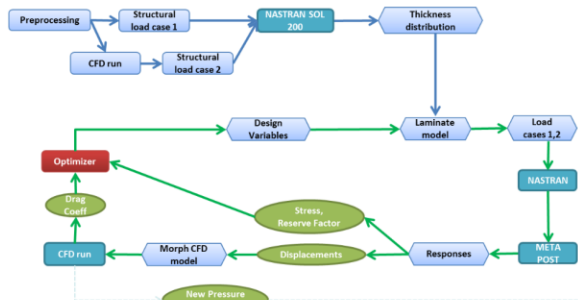 Preprocessing
Structural
load case 1
NASTRAN SOL
200
Thickness
distribution
CFD run
Structural
load case 2
Design
Variables
Laminate
model
Load
cases 1,2
Optimizer
NASTRAN
Drag
Coeff
Stress,
Reserve Factor
CFD run
Morph CFD
model
Displacements
Responses
META
POST
New Pressure